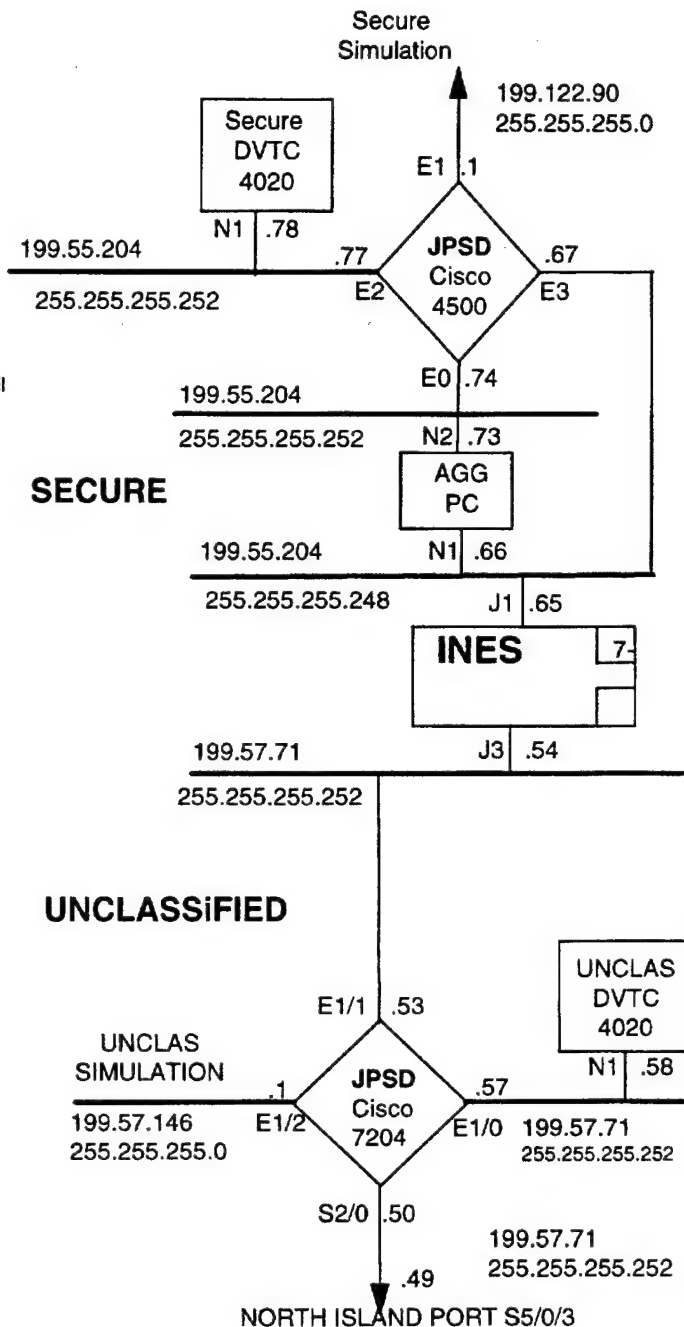 Secure
Simulation
199.122.90
255.255.255.0
Secure
DVTC
4020
E1 .1
N1 .78
199.55.204
.77
JPSD
Cisco
4500
.67
E2
E3
255.255.255.252
E0 .74
199.55.204
255.255.255.252
N2 .73
AGG
PC
SECURE
N1 .66
199.55.204
255.255.255.248
J1 .65
INES
7-
J3 .54
199.57.71
255.255.255.252
UNCLASSiFIED
UNCLAS
DVTC
4020
E1/1 .53
N1 .58
UNCLAS
SIMULATION
.1
JPSD
Cisco
7204
.57
E1/2
E1/0
199.57.146
255.255.255.0
199.57.71
255.255.255.252
S2/0 .50
199.57.71
255.255.255.252
.49
NORTH ISLAND PORT S5/0/3